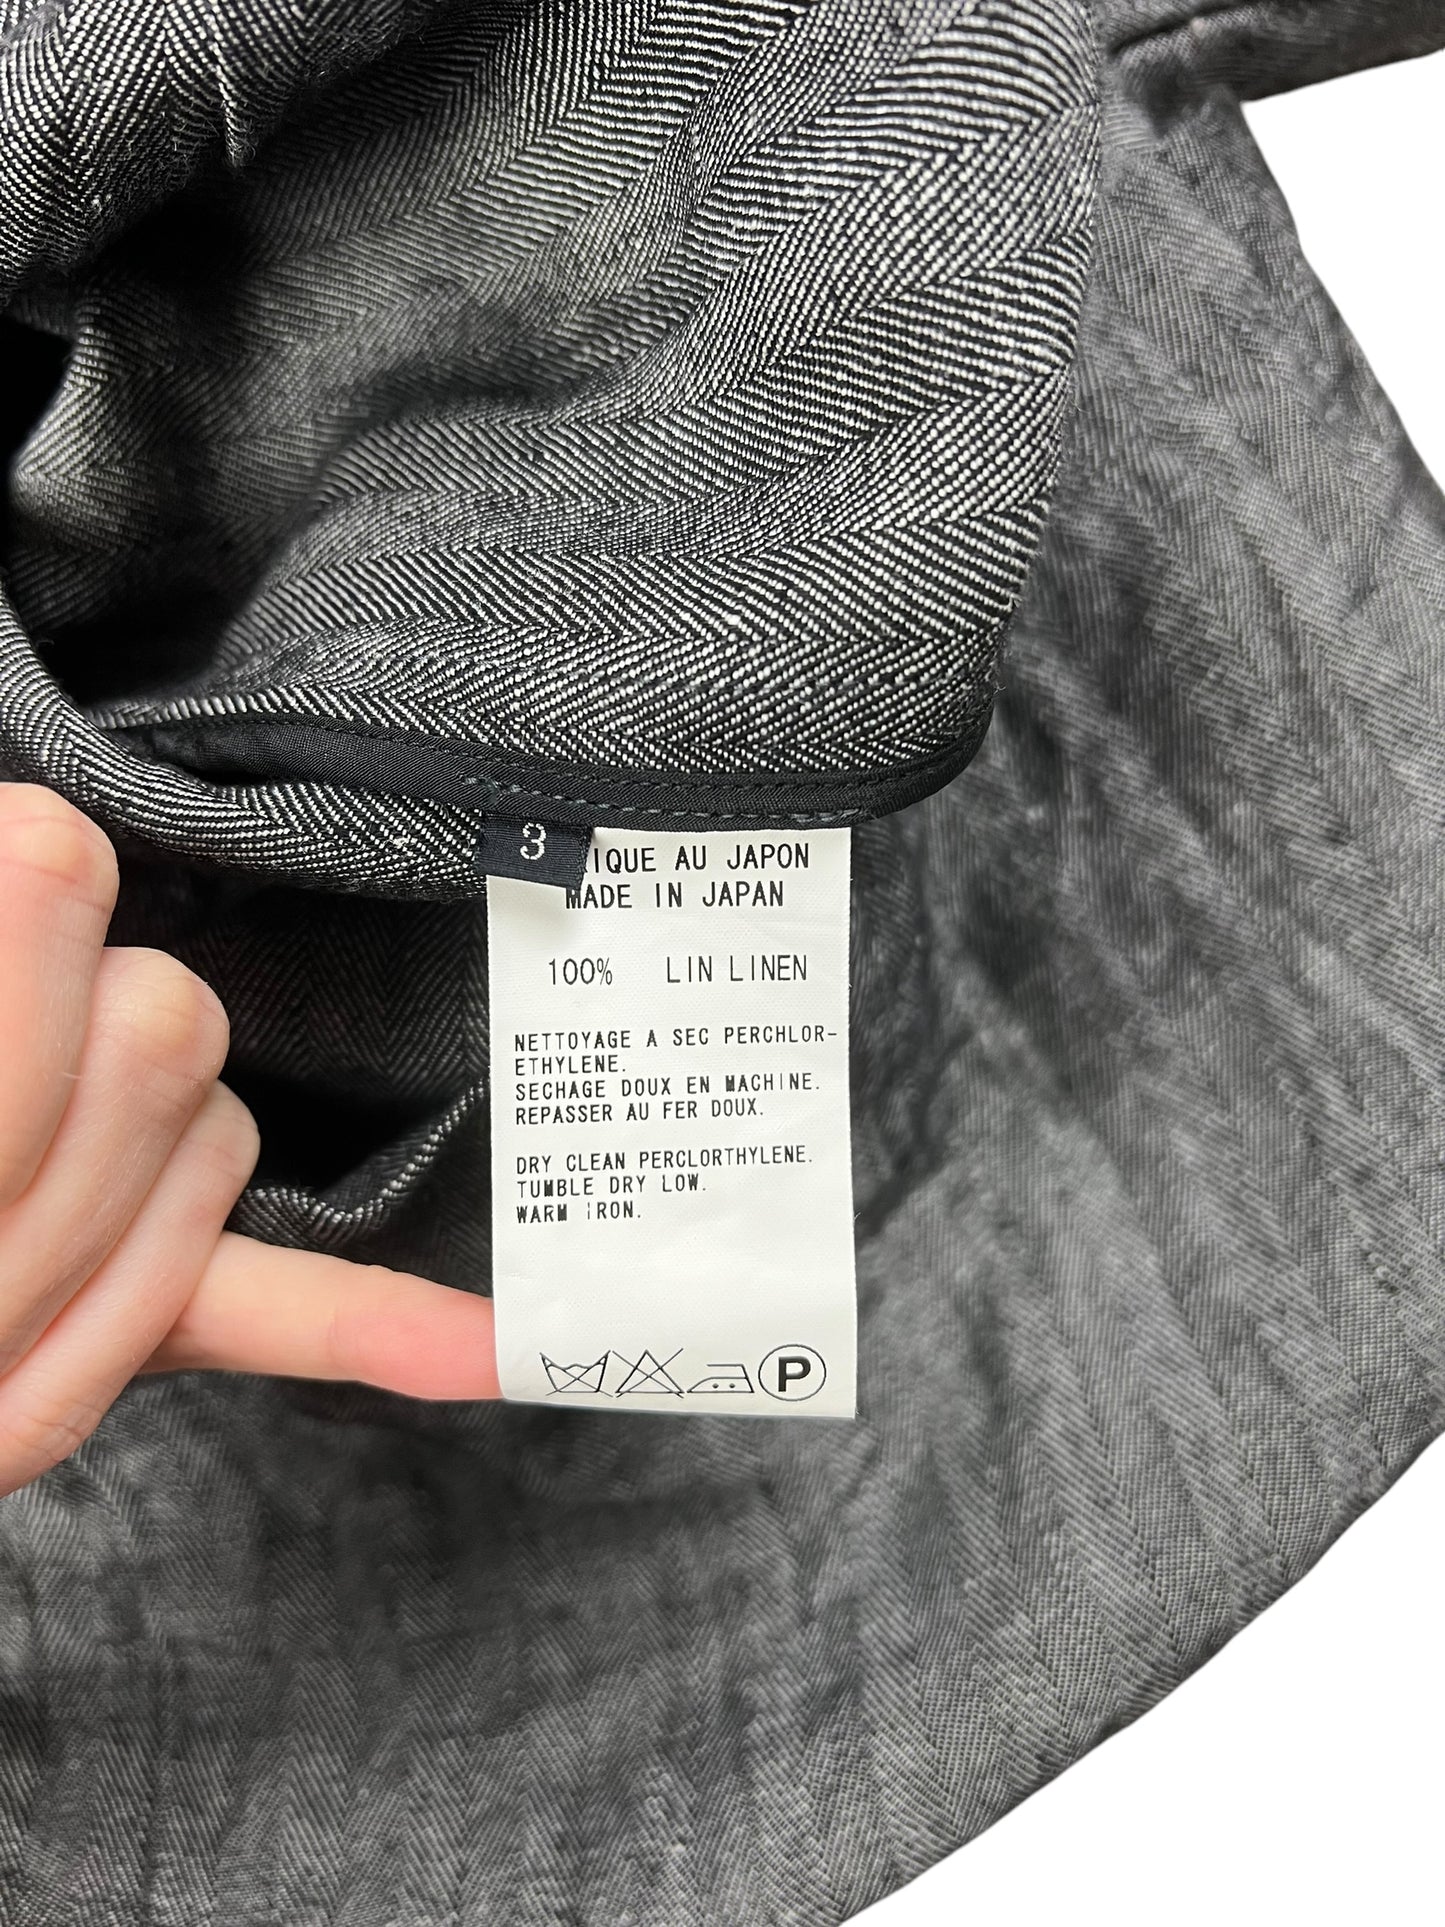 3
IQUE AU JAPON
MADE IN JAPAN
100% LIN LINEN
NETTOYAGE A SEC PERCHLOR-
ETHYLENE.
SECHAGE DOUX EN MACHINE.
REPASSER AU FER DOUX.
DRY CLEAN PERCLORTHYLENE.
TUMBLE DRY LOW.
WARM IRON.
P